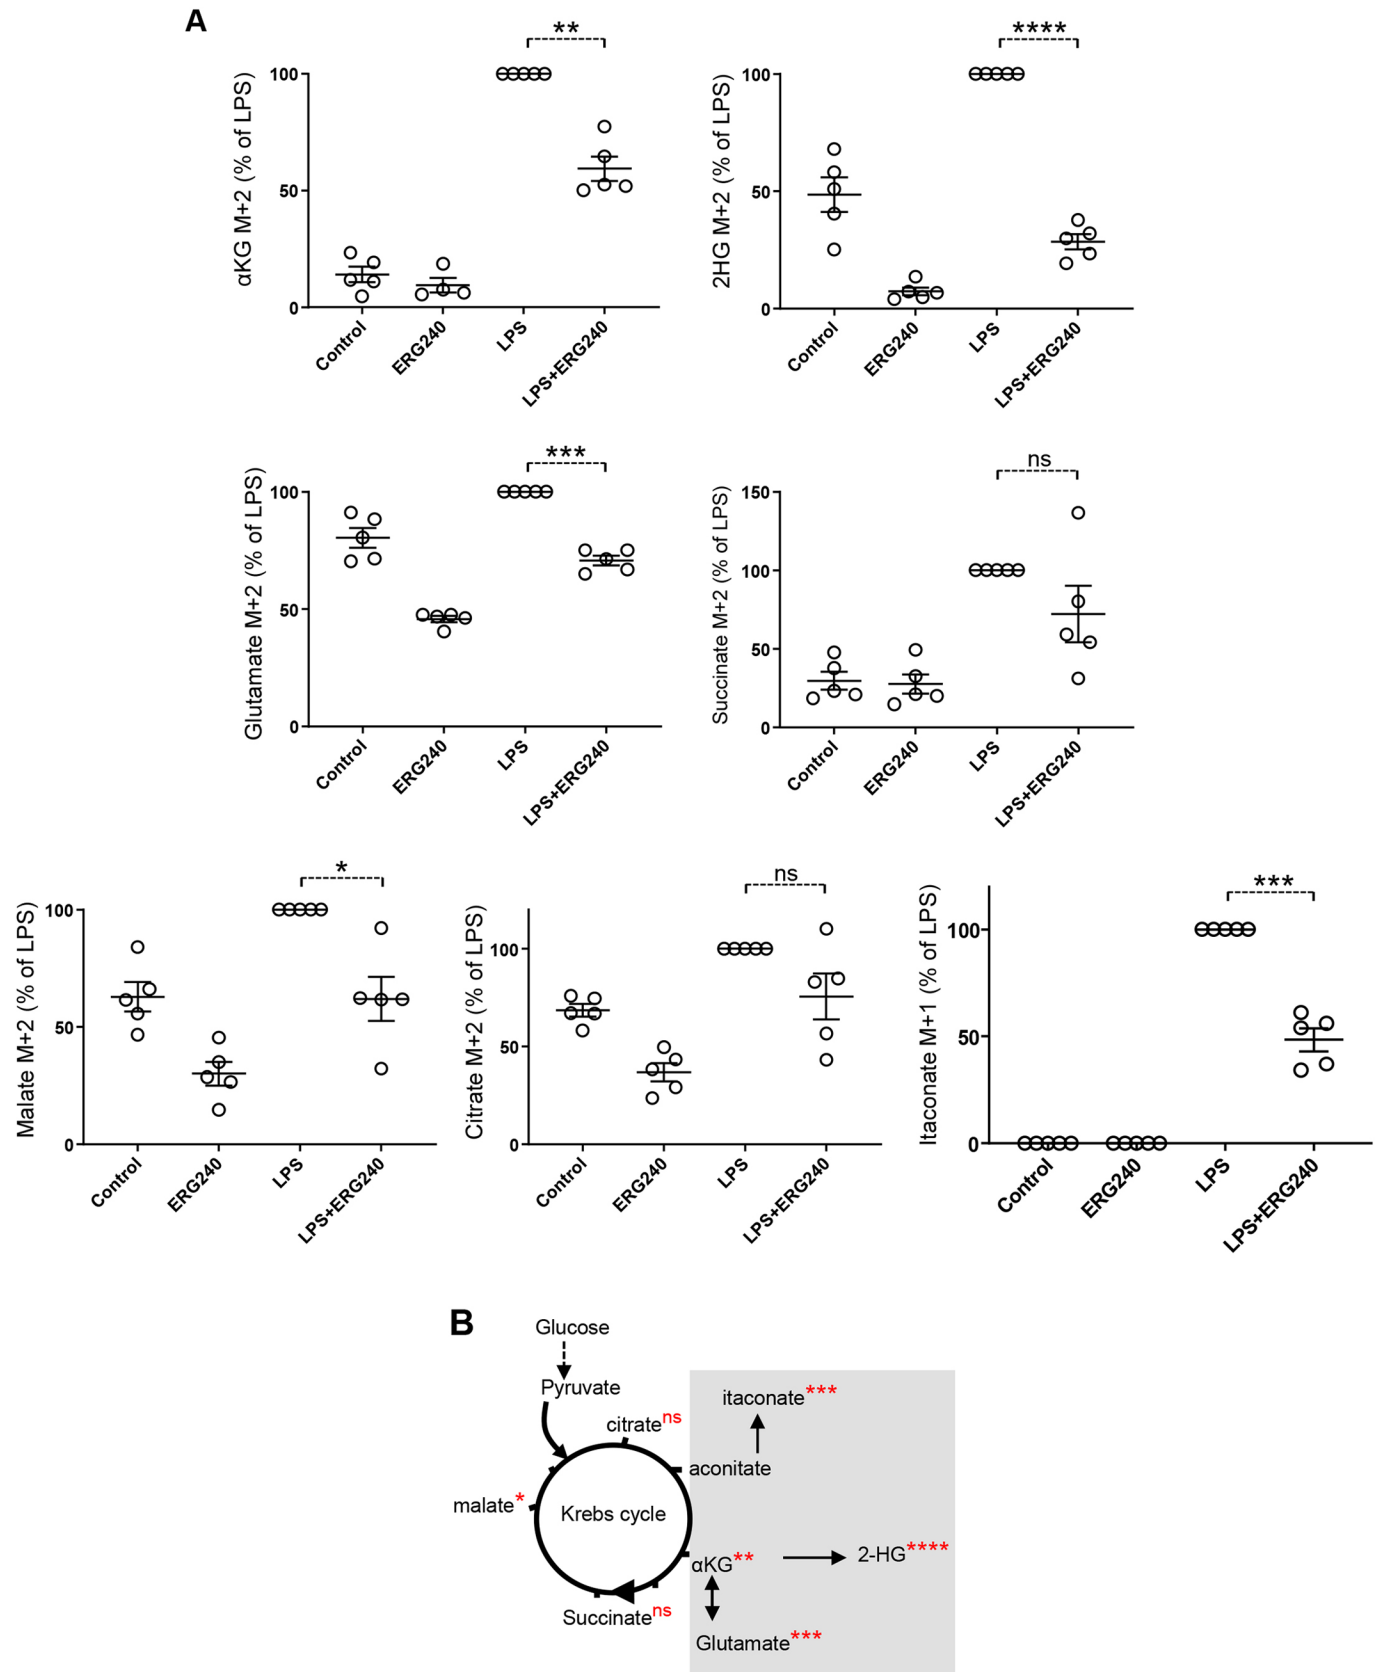 A
αKG M+2 (% of LPS)
**
100
50
0
Control
ERG240
LPS
LPS+ERG240
2HG M+2 (% of LPS)
****
100
50
0
Control
ERG240
LPS
LPS+ERG240
Glutamate M+2 (% of LPS)
***
100
50
0
Control
ERG240
LPS
LPS+ERG240
Succinate M+2 (% of LPS)
ns
150
100
50
0
Control
ERG240
LPS
LPS+ERG240
Malate M+2 (% of LPS)
*
100
50
0
Control
ERG240
LPS
LPS+ERG240
Citrate M+2 (% of LPS)
ns
100
50
0
Control
ERG240
LPS
LPS+ERG240
Itaconate M+1 (% of LPS)
***
100
50
0
Control
ERG240
LPS
LPS+ERG240
B
Glucose
Pyruvate
itaconate***
citratens
aconitate
malate*
Krebs cycle
αKG**
2-HG****
Succinatens
Glutamate***